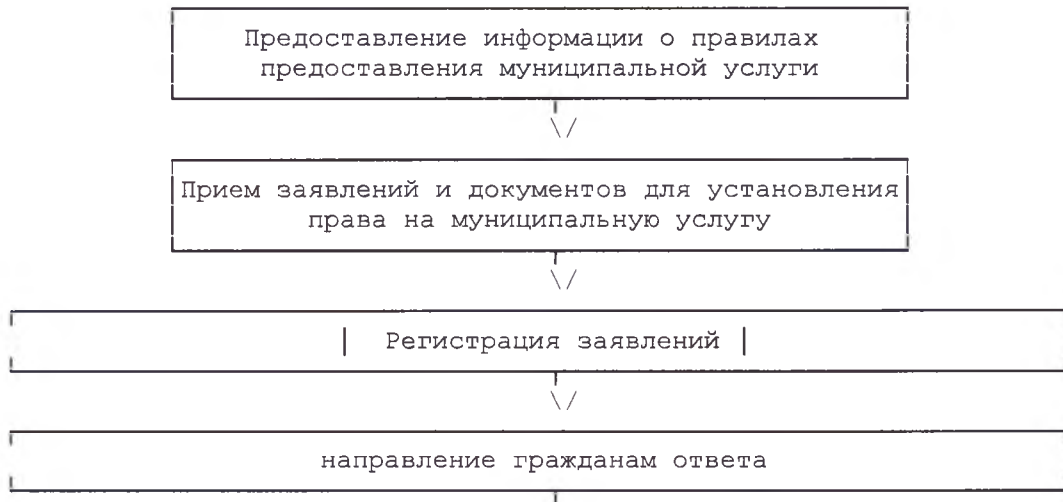 Предоставление информации о правилах
предоставления муниципальной услуги
\/
Прием заявлений и документов для установления
права на муниципальную услугу
\/
| Регистрация заявлений |
\/
направление гражданам ответа